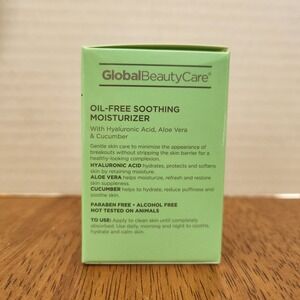 GlobalBeautyCare®
OIL-FREE SOOTHING
MOISTURIZER
With Hyaluronic Acid, Aloe Vera
& Cucumber
Gentle skin care to minimize the appearance of
breakouts without stripping the skin barrier for a
healthy-looking complexion.
HYALURONIC ACID hydrates, protects and softens
skin by retaining moisture.
ALOE VERA helps moisturize, refresh and restore
skin suppleness.
CUCUMBER helps to hydrate, reduce puffiness and
soothe skin.
PARABEN FREE • ALCOHOL FREE
NOT TESTED ON ANIMALS
TO USE: Apply to clean skin until completely
absorbed. Use daily, morning and night to sooths,
hydrate and calm skin.